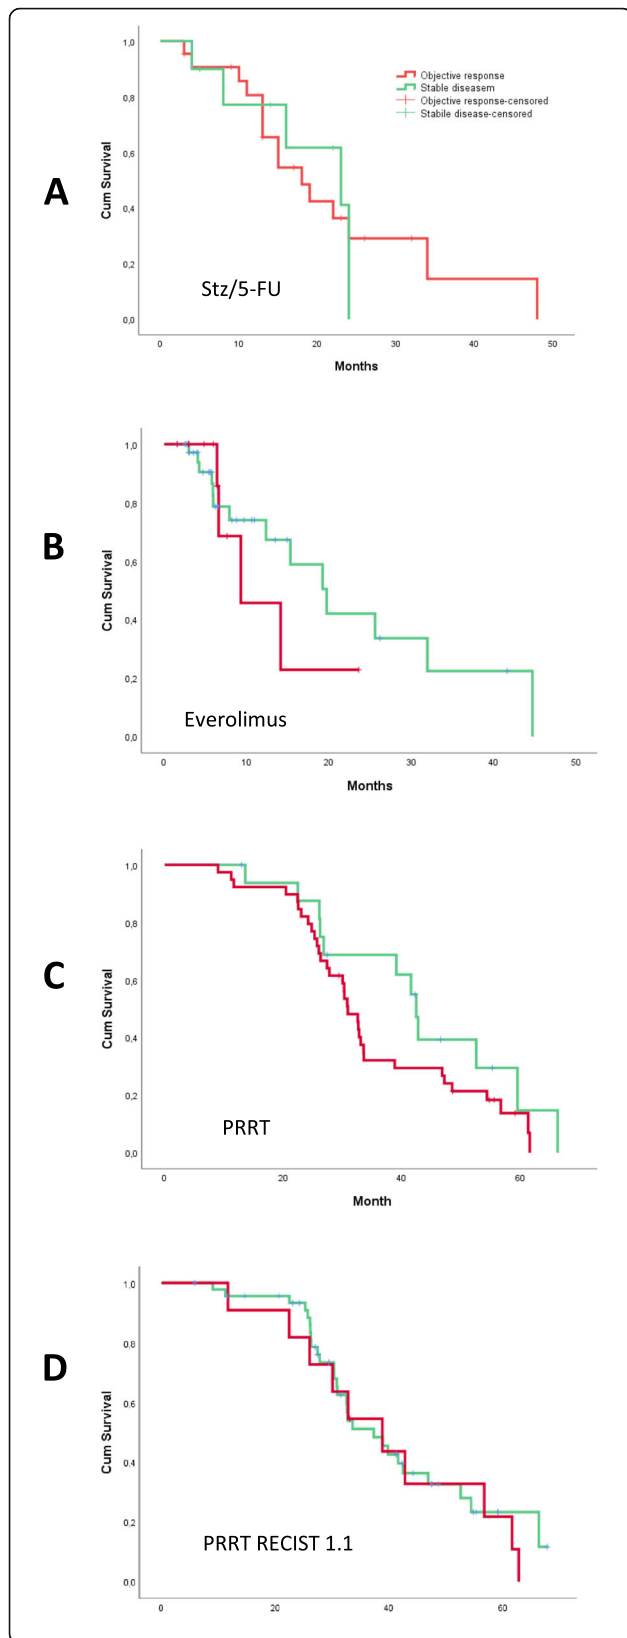 A
Cum Survival
1,0
0,8
0,6
0,4
0,2
0,0
Objective response
Stable diseasem
Objective response-censored
Stabile disease-censored
Stz/5-FU
0 10 20 30 40 50
Months
B
Cum Survival
1,0
0,8
0,6
0,4
0,2
0,0
Everolimus
0 10 20 30 40 50
Months
C
Cum Survival
1,0
0,8
0,6
0,4
0,2
0,0
PRRT
0 20 40 60
Month
D
Cum Survival
1,0
0,8
0,6
0,4
0,2
0,0
PRRT RECIST 1.1
0 20 40 60